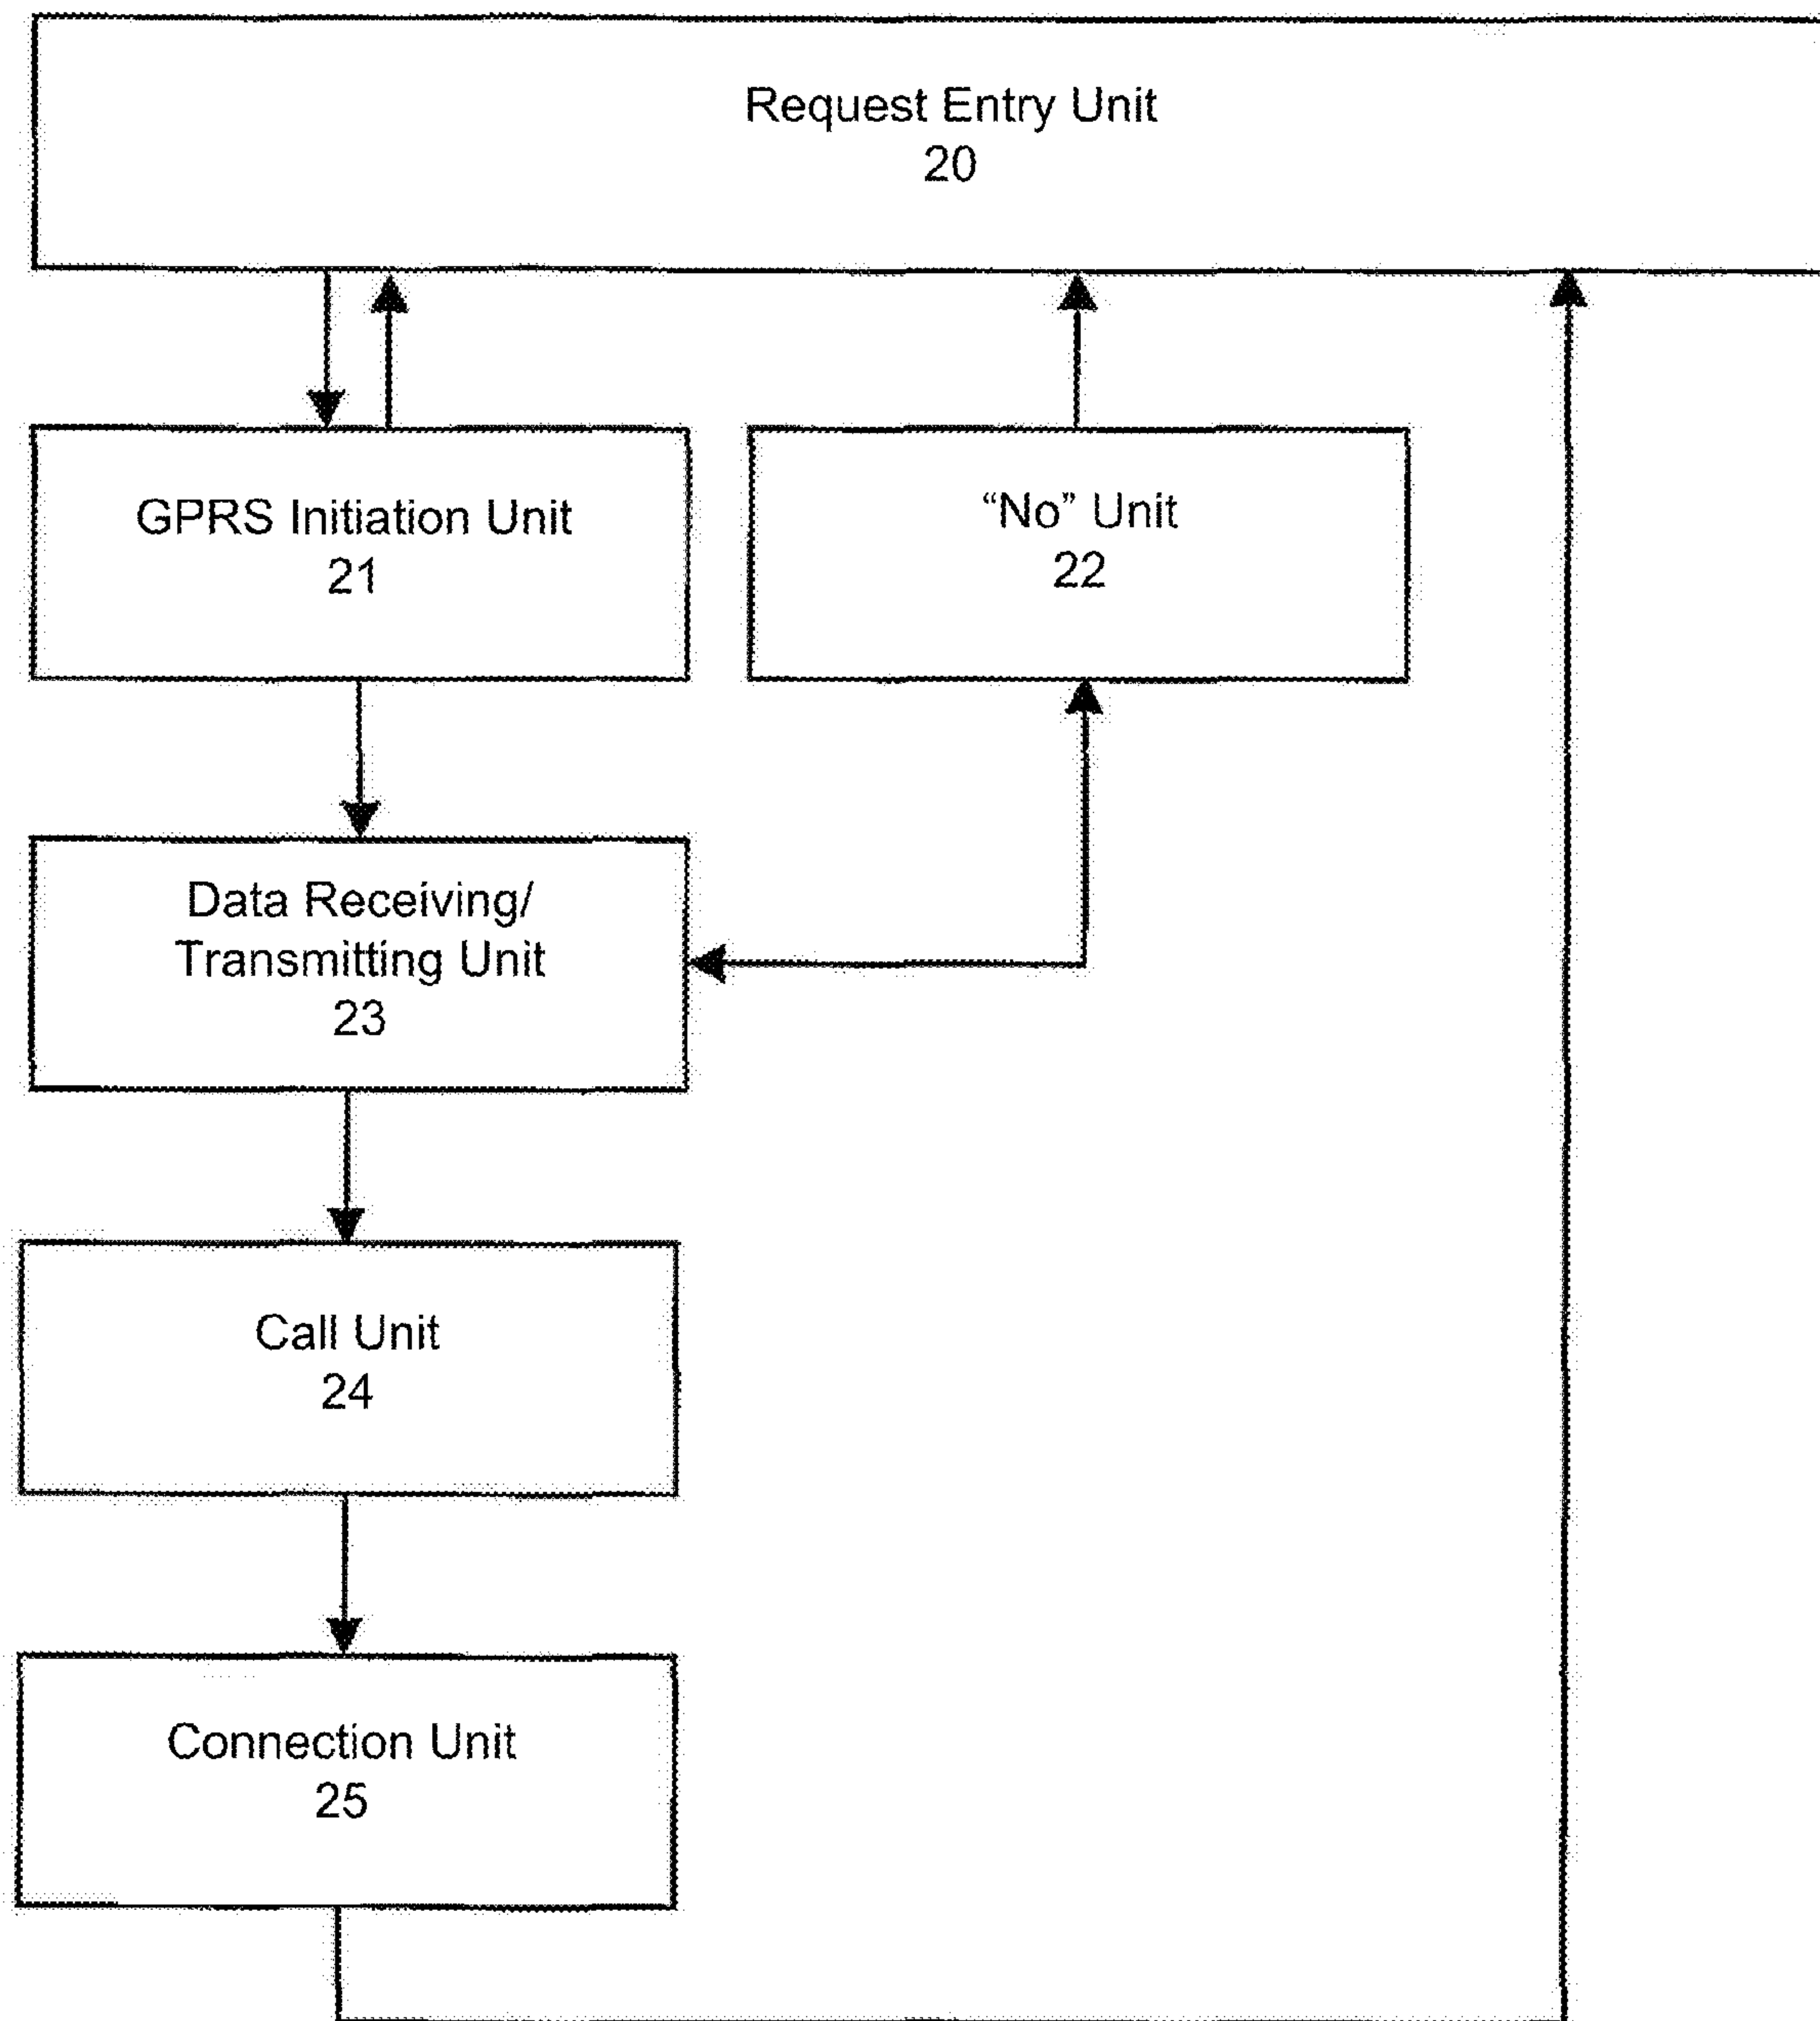 Request Entry Unit
20
GPRS Initiation Unit
21
“No” Unit
22
Data Receiving/
Transmitting Unit
23
Call Unit
24
Connection Unit
25